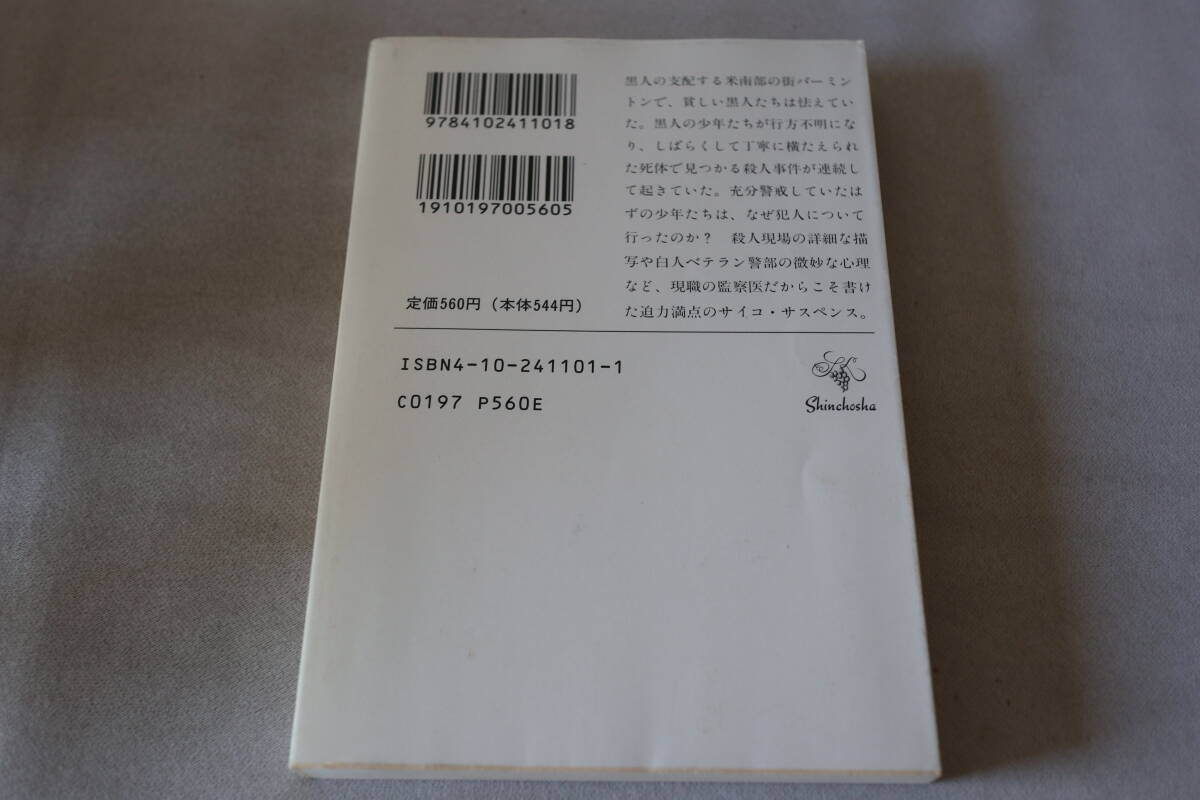 9784102411018
1910197005605
定価560円（本体544円）
黒人の支配する米南部の街バーミン
トンで、貧しい黒人たちは怯えてい
た。黒人の少年たちが行方不明にな
り、しばらくして丁寧に横たえられ
た死体で見つかる殺人事件が連続し
て起きていた。充分警戒していたは
ずの少年たちは、なぜ犯人について
行ったのか？　殺人現場の詳細な描
写や白人ベテラン警部の微妙な心理
など、現職の監察医だからこそ書け
た迫力満点のサイコ・サスペンス。
ISBN4-10-241101-1
C0197 P560E
Shinchosha